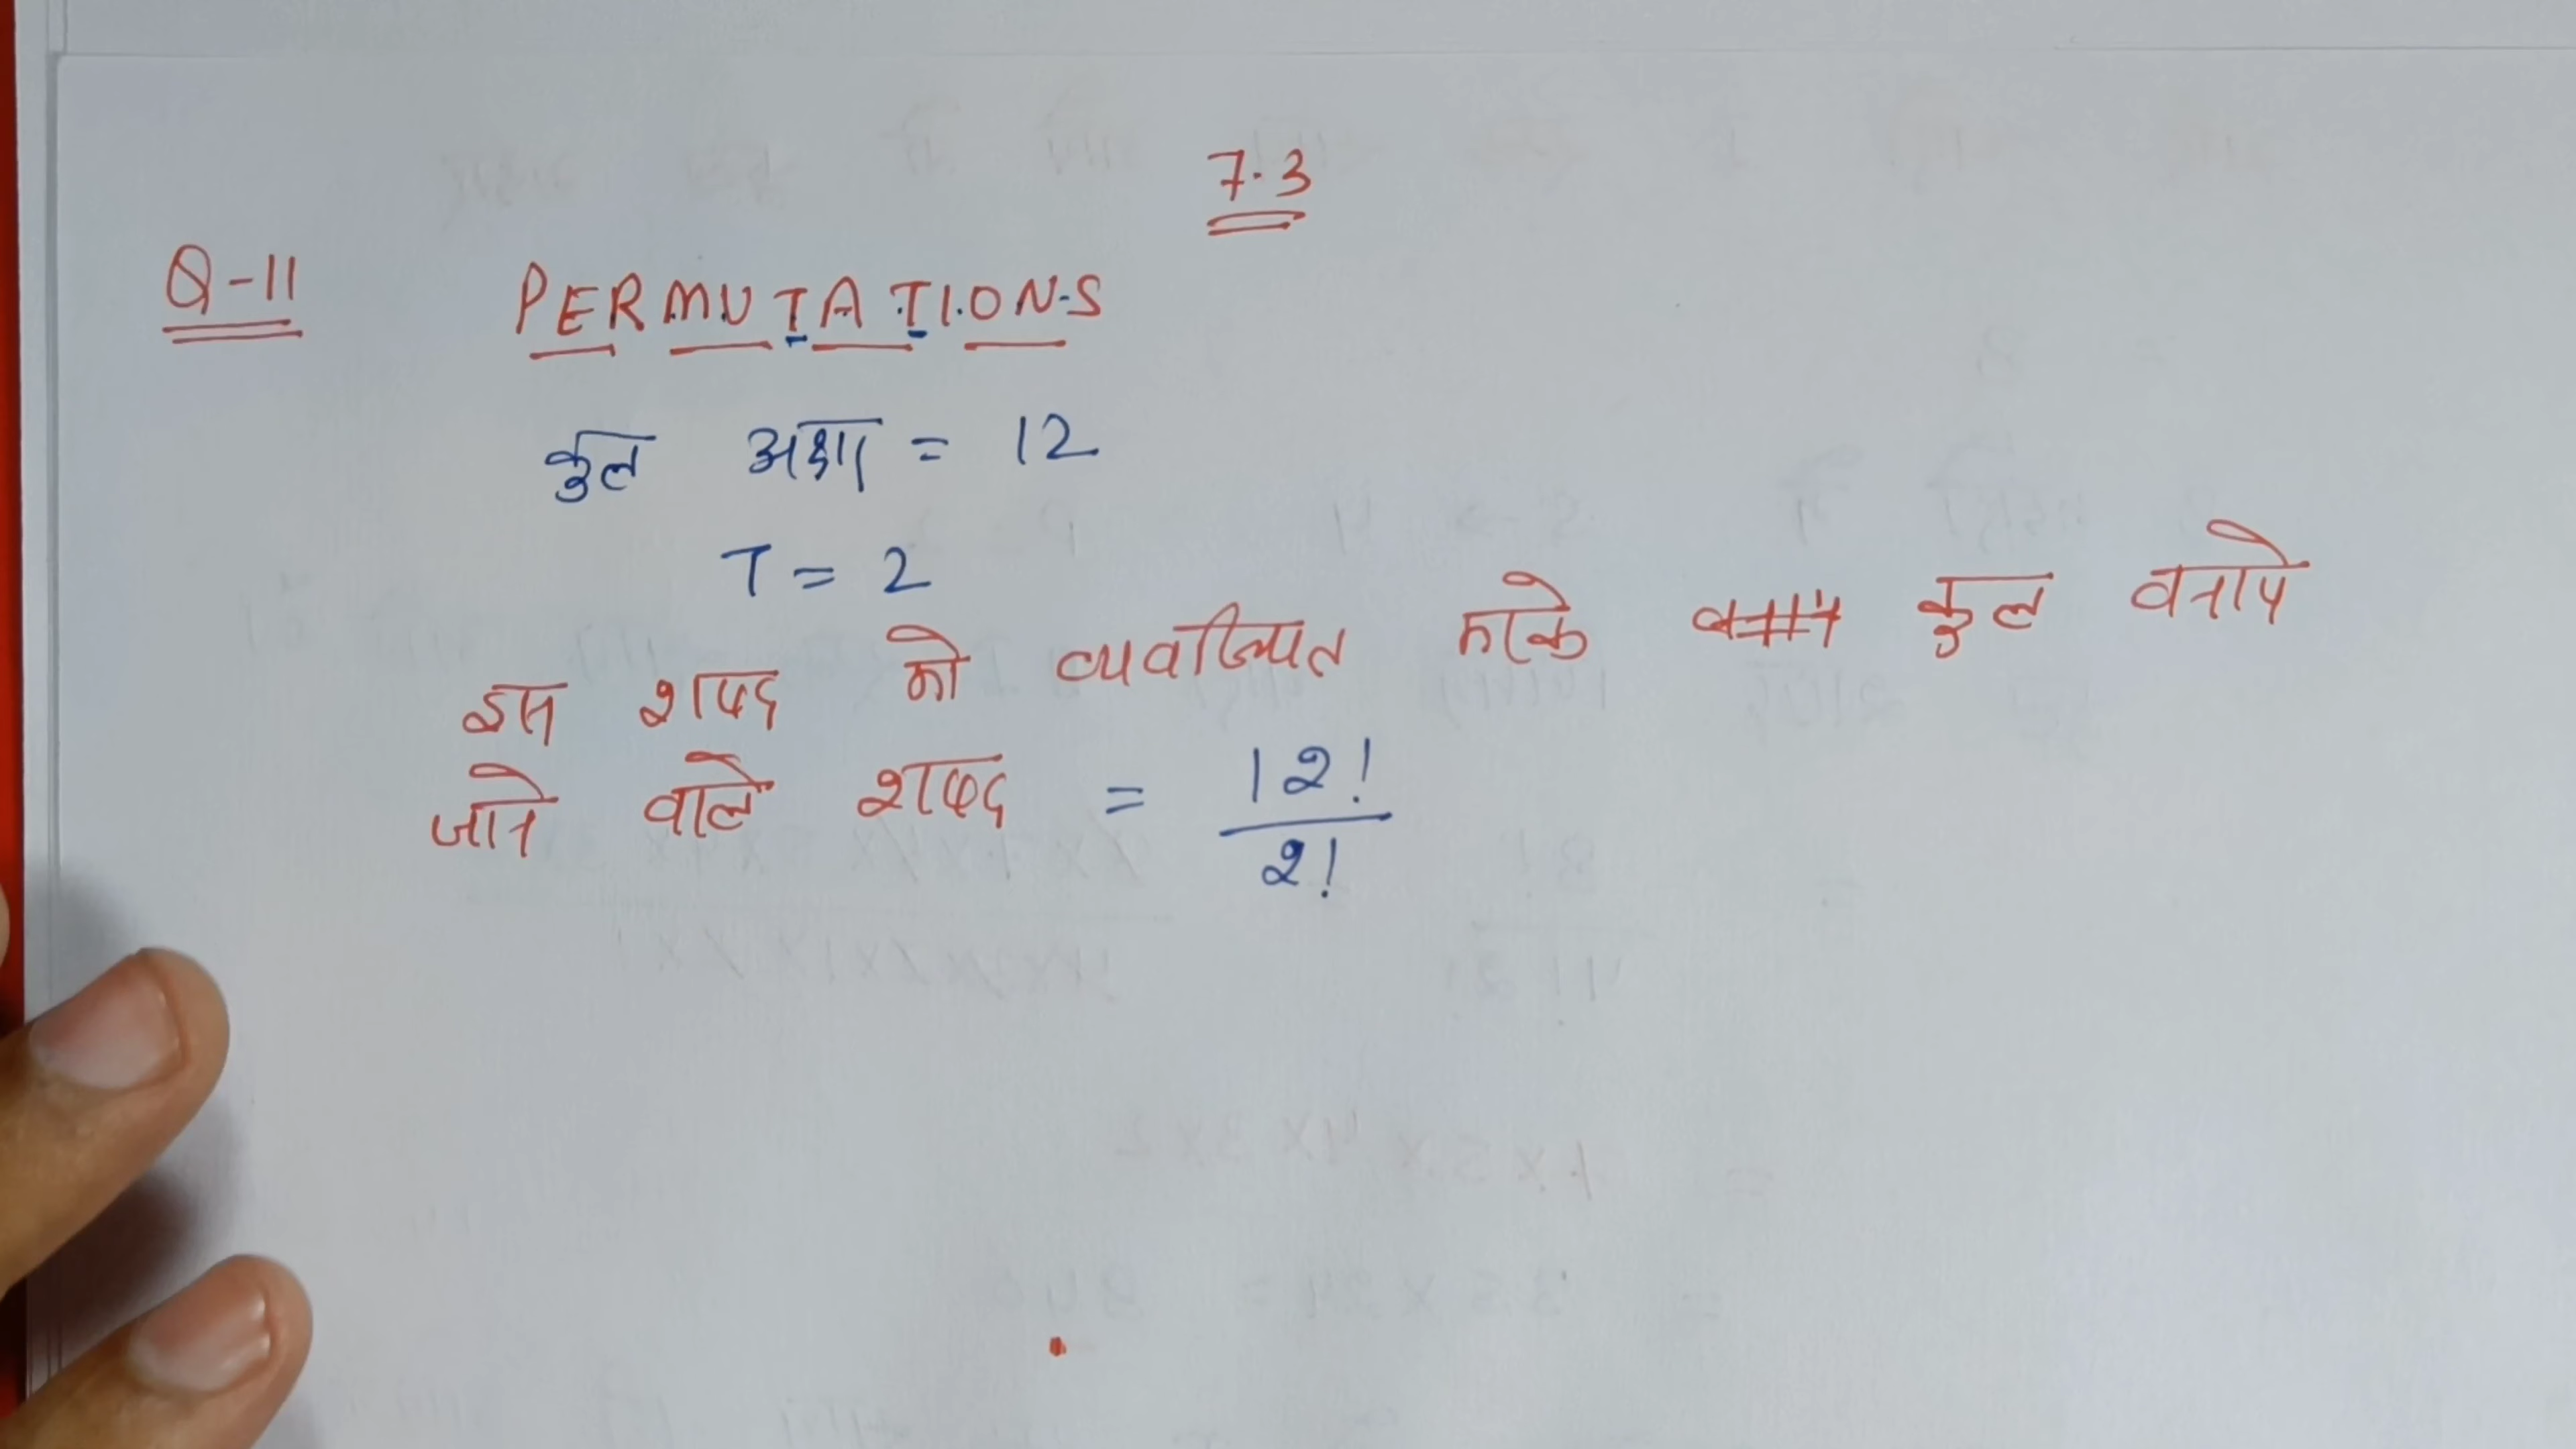 7.3
Q-11 PERMUTATIONS
कुल अक्षर = 12
T = 2
इस शब्द को व्यवस्थित करके कुल बनाये
जाने वाले शब्द = 12!/2!